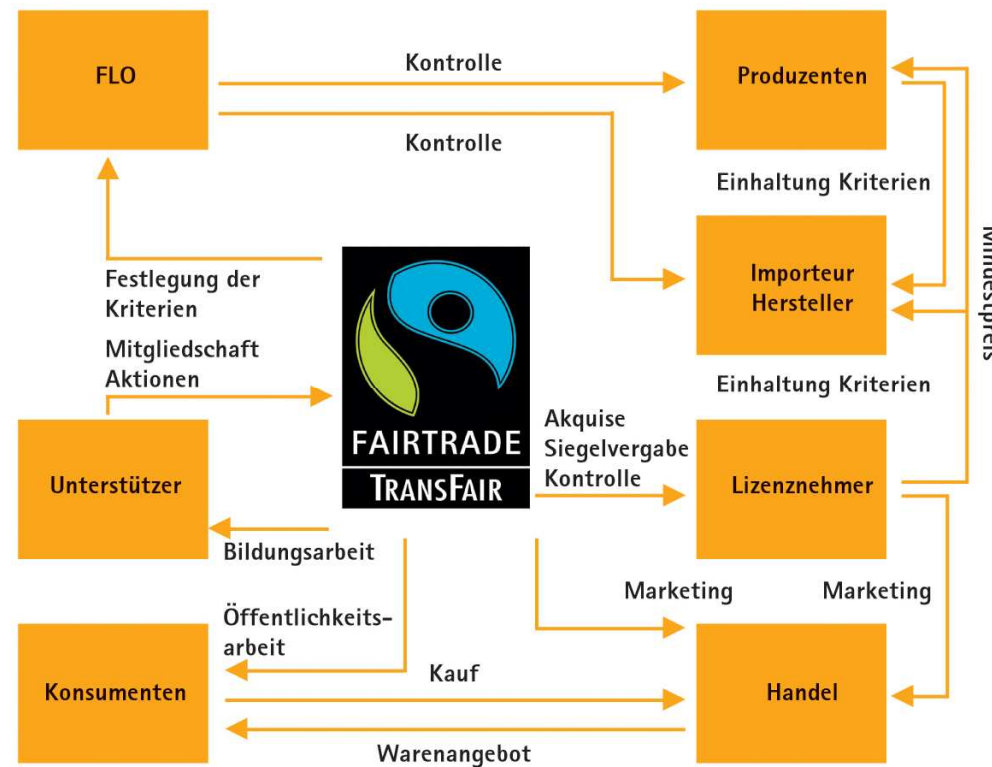 FLO
Kontrolle
Produzenten
Kontrolle
Einhaltung Kriterien
Mindestpreis
Festlegung der
Kriterien
Importeur
Hersteller
Mitgliedschaft
Aktionen
Einhaltung Kriterien
FAIRTRADE
TRANSFAIR
Akquise
Siegelvergabe
Kontrolle
Unterstützer
Lizenznehmer
Bildungsarbeit
Öffentlichkeits-
arbeit
Marketing
Marketing
Konsumenten
Kauf
Handel
Warenangebot